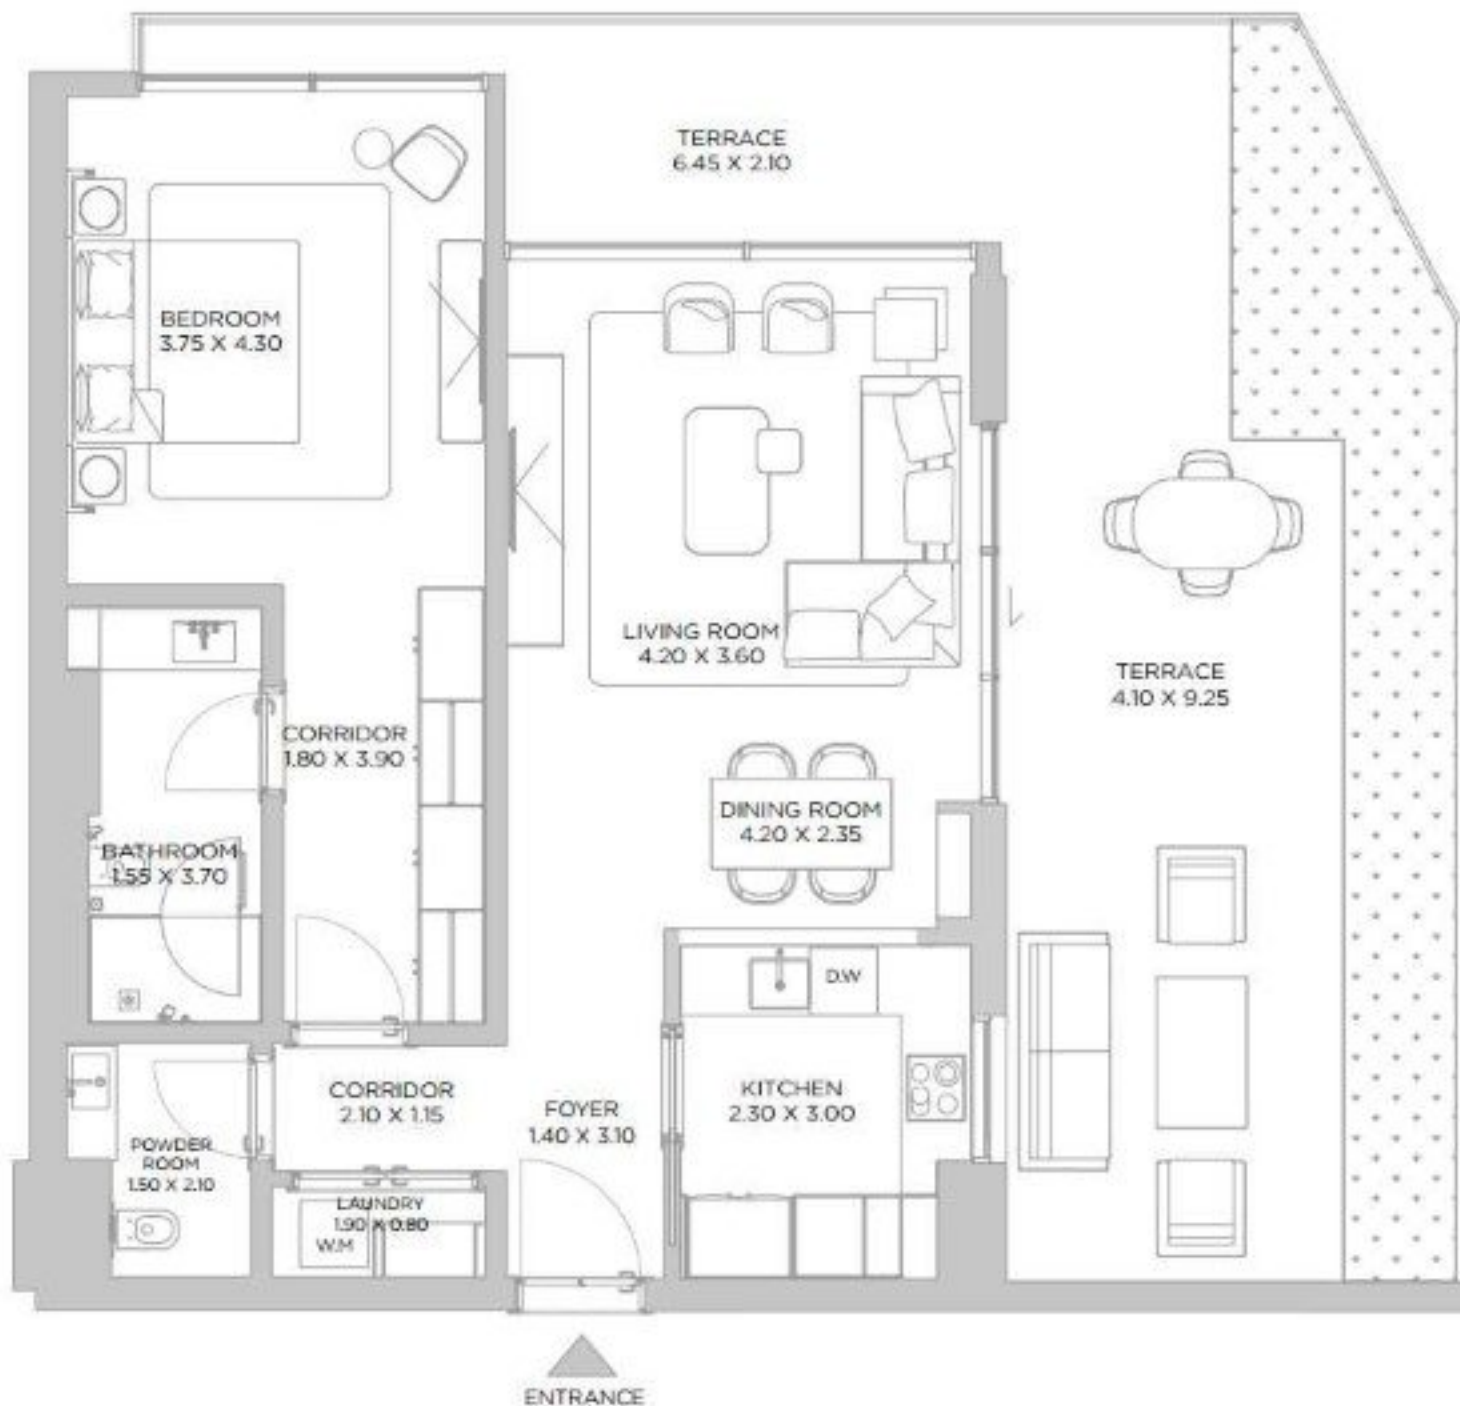 TERRACE
6.45 X 2.10
BEDROOM
3.75 X 4.30
LIVING ROOM
4.20 X 3.60
TERRACE
4.10 X 9.25
CORRIDOR
1.80 X 3.90
DINING ROOM
4.20 X 2.35
BATHROOM
1.55 X 3.70
D.W
CORRIDOR
2.10 X 1.15
FOYER
1.40 X 3.10
KITCHEN
2.30 X 3.00
POWDER
ROOM
1.50 X 2.10
LAUNDRY
1.90 X 0.80
W.M
ENTRANCE